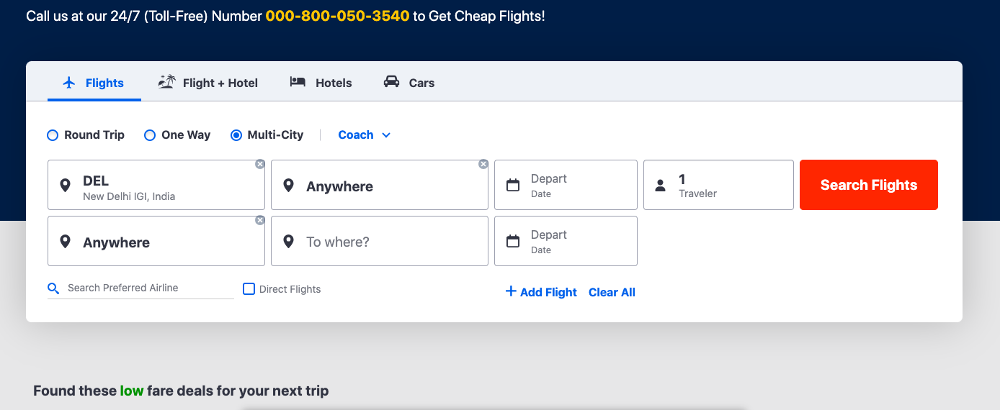 Call us at our 24/7 (Toll-Free) Number 000-800-050-3540 to Get Cheap Flights!
Flights Flight + Hotel Hotels Cars
Round Trip One Way Multi-City Coach
DEL
New Delhi IGI, India
Anywhere
Depart
Date
1
Traveler
Search Flights
Anywhere
To where?
Depart
Date
Search Preferred Airline
Direct Flights
Add Flight Clear All
Found these low fare deals for your next trip